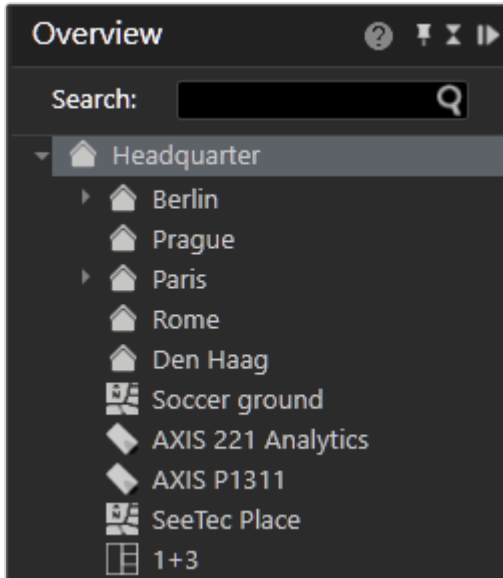 Overview
Search:
Headquarter
Berlin
Prague
Paris
Rome
Den Haag
Soccer ground
AXIS 221 Analytics
AXIS P1311
SeeTec Place
1+3